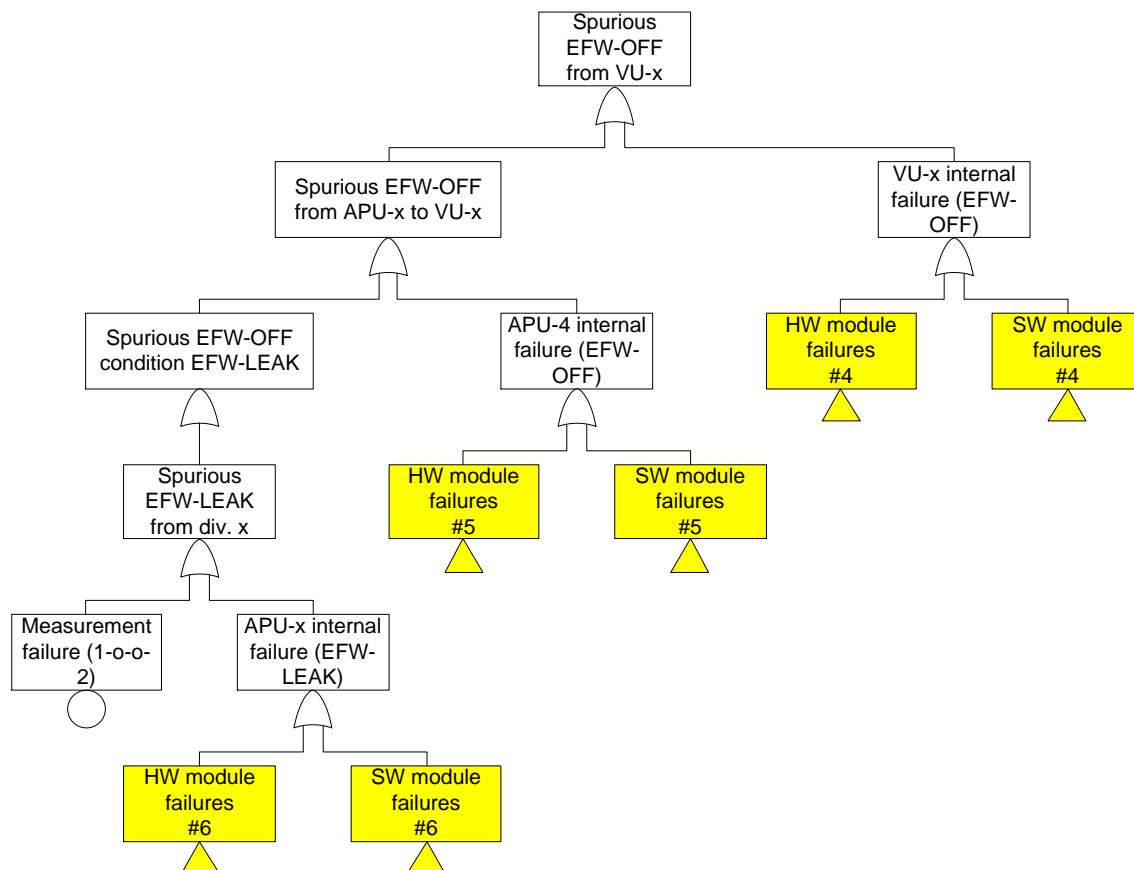 Spurious
EFW-OFF
from VU-x
Spurious EFW-OFF
from APU-x to VU-x
VU-x internal
failure (EFW-
OFF)
Spurious EFW-OFF
condition EFW-LEAK
APU-4 internal
failure (EFW-
OFF)
HW module
failures
#4
SW module
failures
#4
Spurious
EFW-LEAK
from div. x
HW module
failures
#5
SW module
failures
#5
Measurement
failure (1-o-o-
2)
APU-x internal
failure (EFW-
LEAK)
HW module
failures
#6
SW module
failures
#6